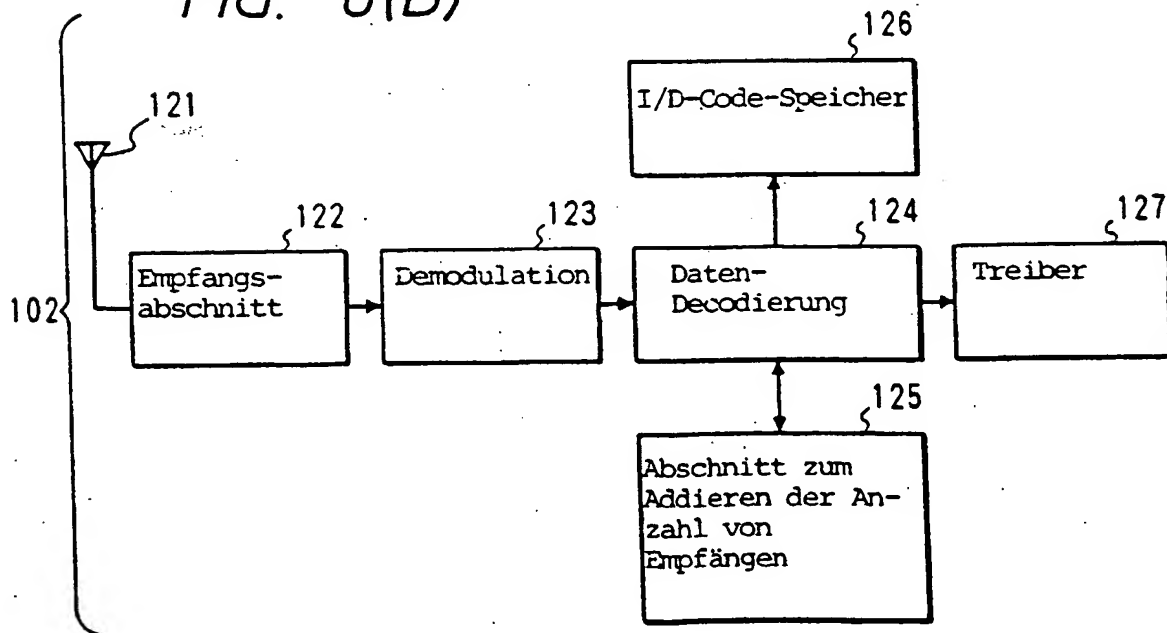 FIG. 6(B)
126
I/D-Code-Speicher
121
122
123
124
127
Empfangs-
abschnitt
Demodulation
Daten-
Decodierung
Treiber
102
125
Abschnitt zum
Addieren der An-
zahl von
Empfängen